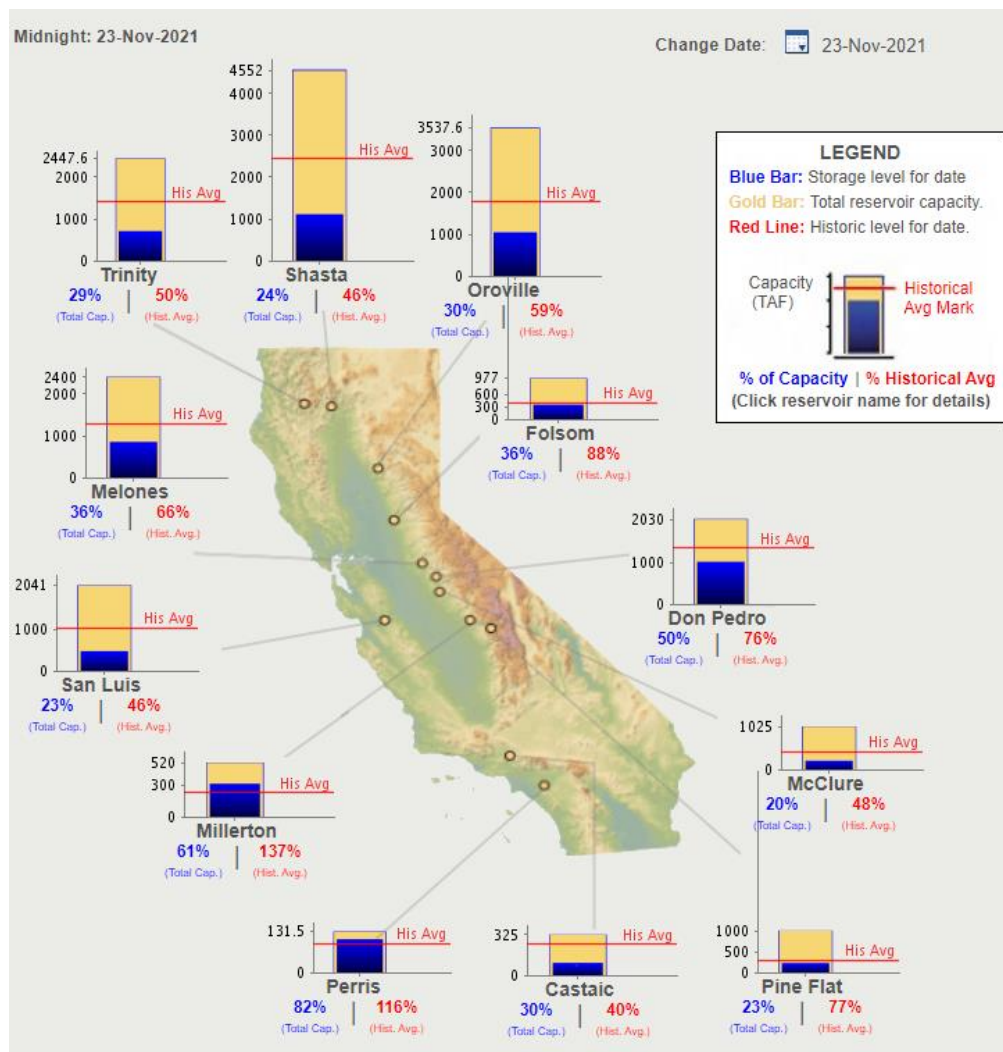 Midnight: 23-Nov-2021
Change Date: 23-Nov-2021
4552
4000
3000
2000
1000
0
His Avg
Shasta
24% | 46%
(Total Cap.) (Hist. Avg.)
2447.6
2000
1000
0
His Avg
Trinity
29% | 50%
(Total Cap.) (Hist. Avg.)
3537.6
3000
2000
1000
0
His Avg
Oroville
30% | 59%
(Total Cap.) (Hist. Avg.)
LEGEND
Blue Bar: Storage level for date
Gold Bar: Total reservoir capacity.
Red Line: Historic level for date.
Capacity
(TAF)
Historical
Avg Mark
% of Capacity | % Historical Avg
(Click reservoir name for details)
2400
2000
1000
0
His Avg
Melones
36% | 66%
(Total Cap.) (Hist. Avg.)
977
600
300
0
His Avg
Folsom
36% | 88%
(Total Cap.) (Hist. Avg.)
2030
1000
0
His Avg
Don Pedro
50% | 76%
(Total Cap.) (Hist. Avg.)
2041
1000
0
His Avg
San Luis
23% | 46%
(Total Cap.) (Hist. Avg.)
1025
0
His Avg
McClure
20% | 48%
(Total Cap.) (Hist. Avg.)
520
300
0
His Avg
Millerton
61% | 137%
(Total Cap.) (Hist. Avg.)
131.5
0
His Avg
Perris
82% | 116%
(Total Cap.) (Hist. Avg.)
325
0
His Avg
Castaic
30% | 40%
(Total Cap.) (Hist. Avg.)
1000
500
0
His Avg
Pine Flat
23% | 77%
(Total Cap.) (Hist. Avg.)